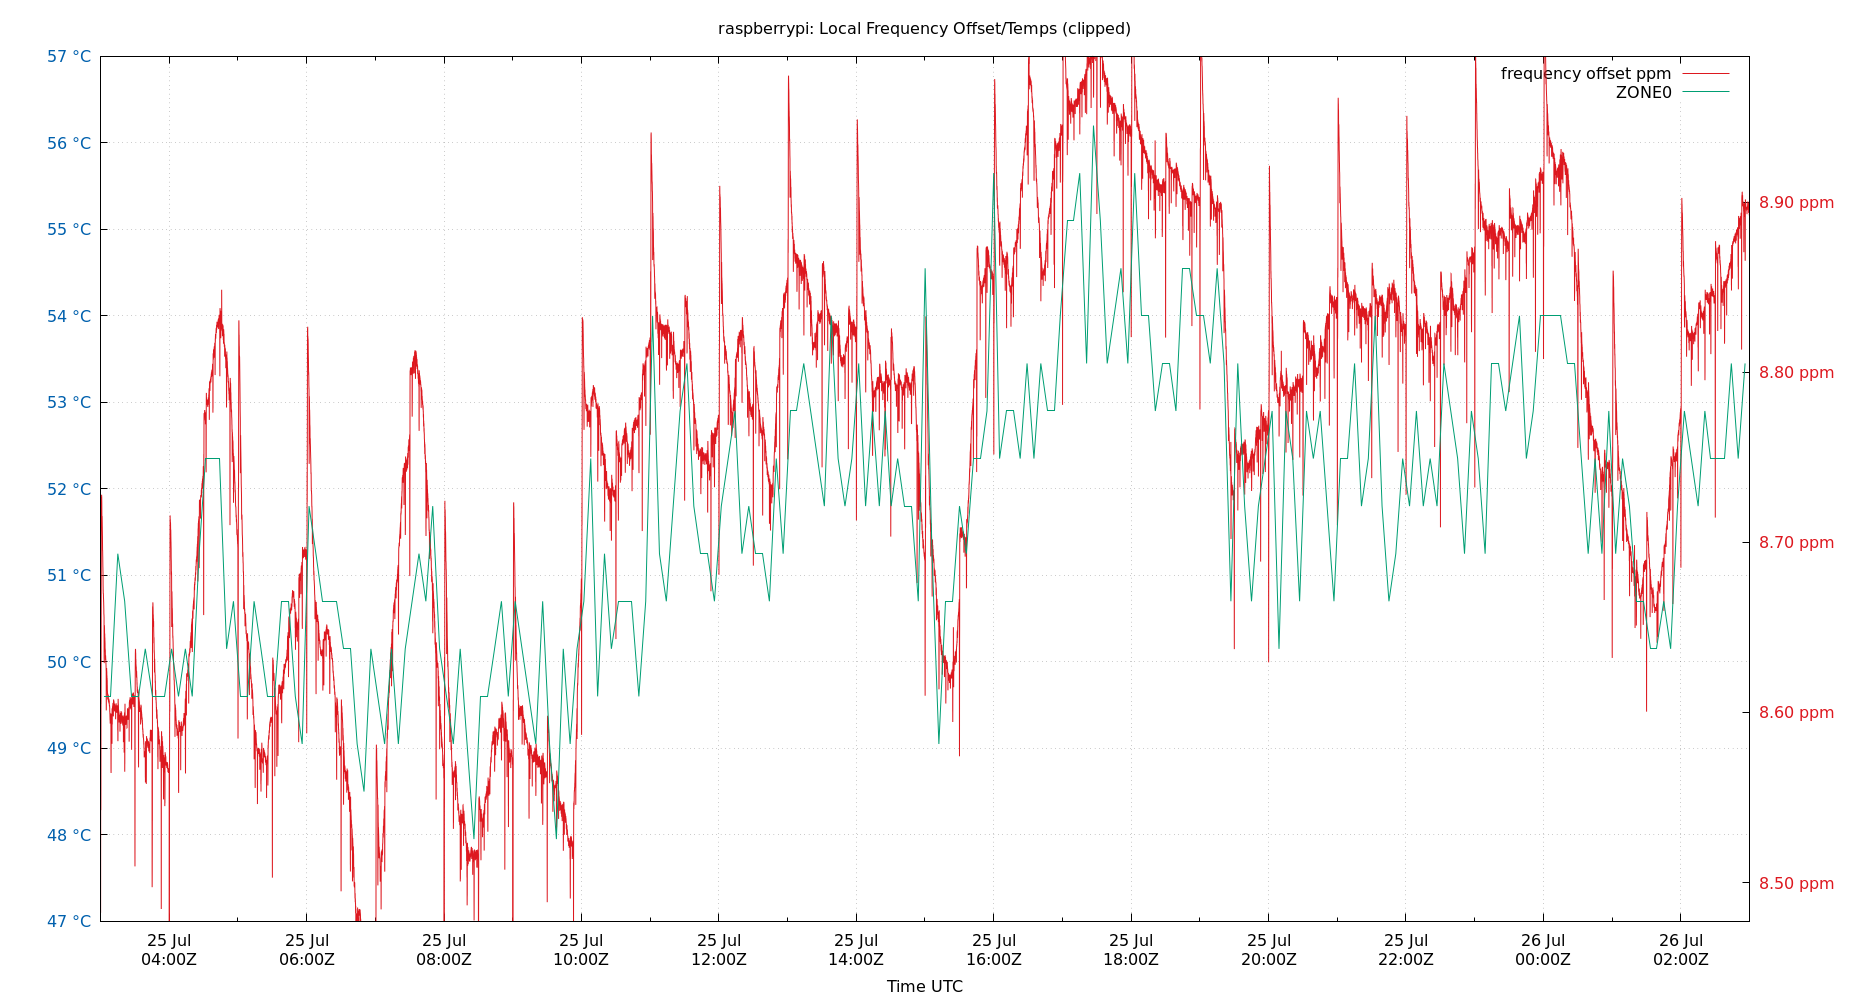 raspberrypi: Local Frequency Offset/Temps (clipped)
57 °C
56 °C
55 °C
54 °C
53 °C
52 °C
51 °C
50 °C
49 °C
48 °C
47 °C
frequency offset ppm
ZONE0
8.90 ppm
8.80 ppm
8.70 ppm
8.60 ppm
8.50 ppm
25 Jul
04:00Z
25 Jul
06:00Z
25 Jul
08:00Z
25 Jul
10:00Z
25 Jul
12:00Z
25 Jul
14:00Z
25 Jul
16:00Z
25 Jul
18:00Z
25 Jul
20:00Z
25 Jul
22:00Z
26 Jul
00:00Z
26 Jul
02:00Z
Time UTC